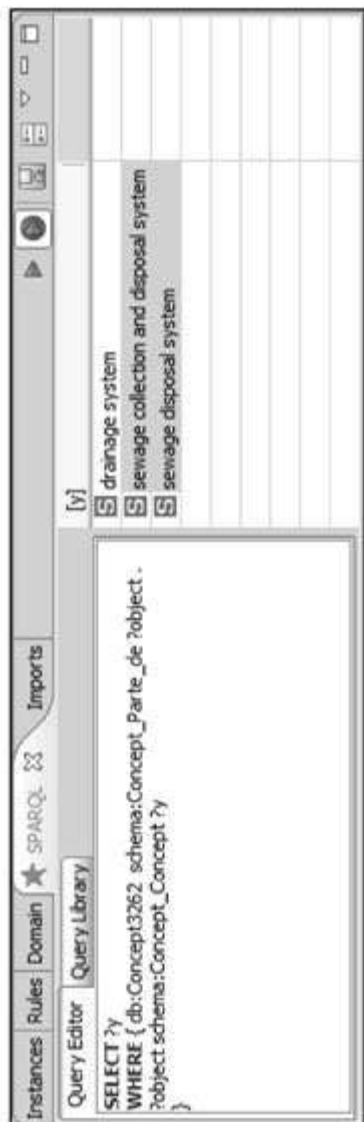 Instances Rules Domain SPARQL Imports
Query Editor Query Library
SELECT ?y
WHERE { db:Concept3262 schema:Concept_Parte_de ?object .
?object schema:Concept_Concept ?y
}
[y]
S drainage system
S sewage collection and disposal system
S sewage disposal system